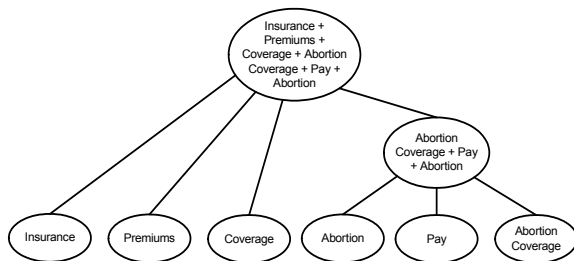 Insurance +
Premiums +
Coverage + Abortion
Coverage + Pay +
Abortion
Abortion
Coverage + Pay
+ Abortion
Insurance
Premiums
Coverage
Abortion
Pay
Abortion
Coverage